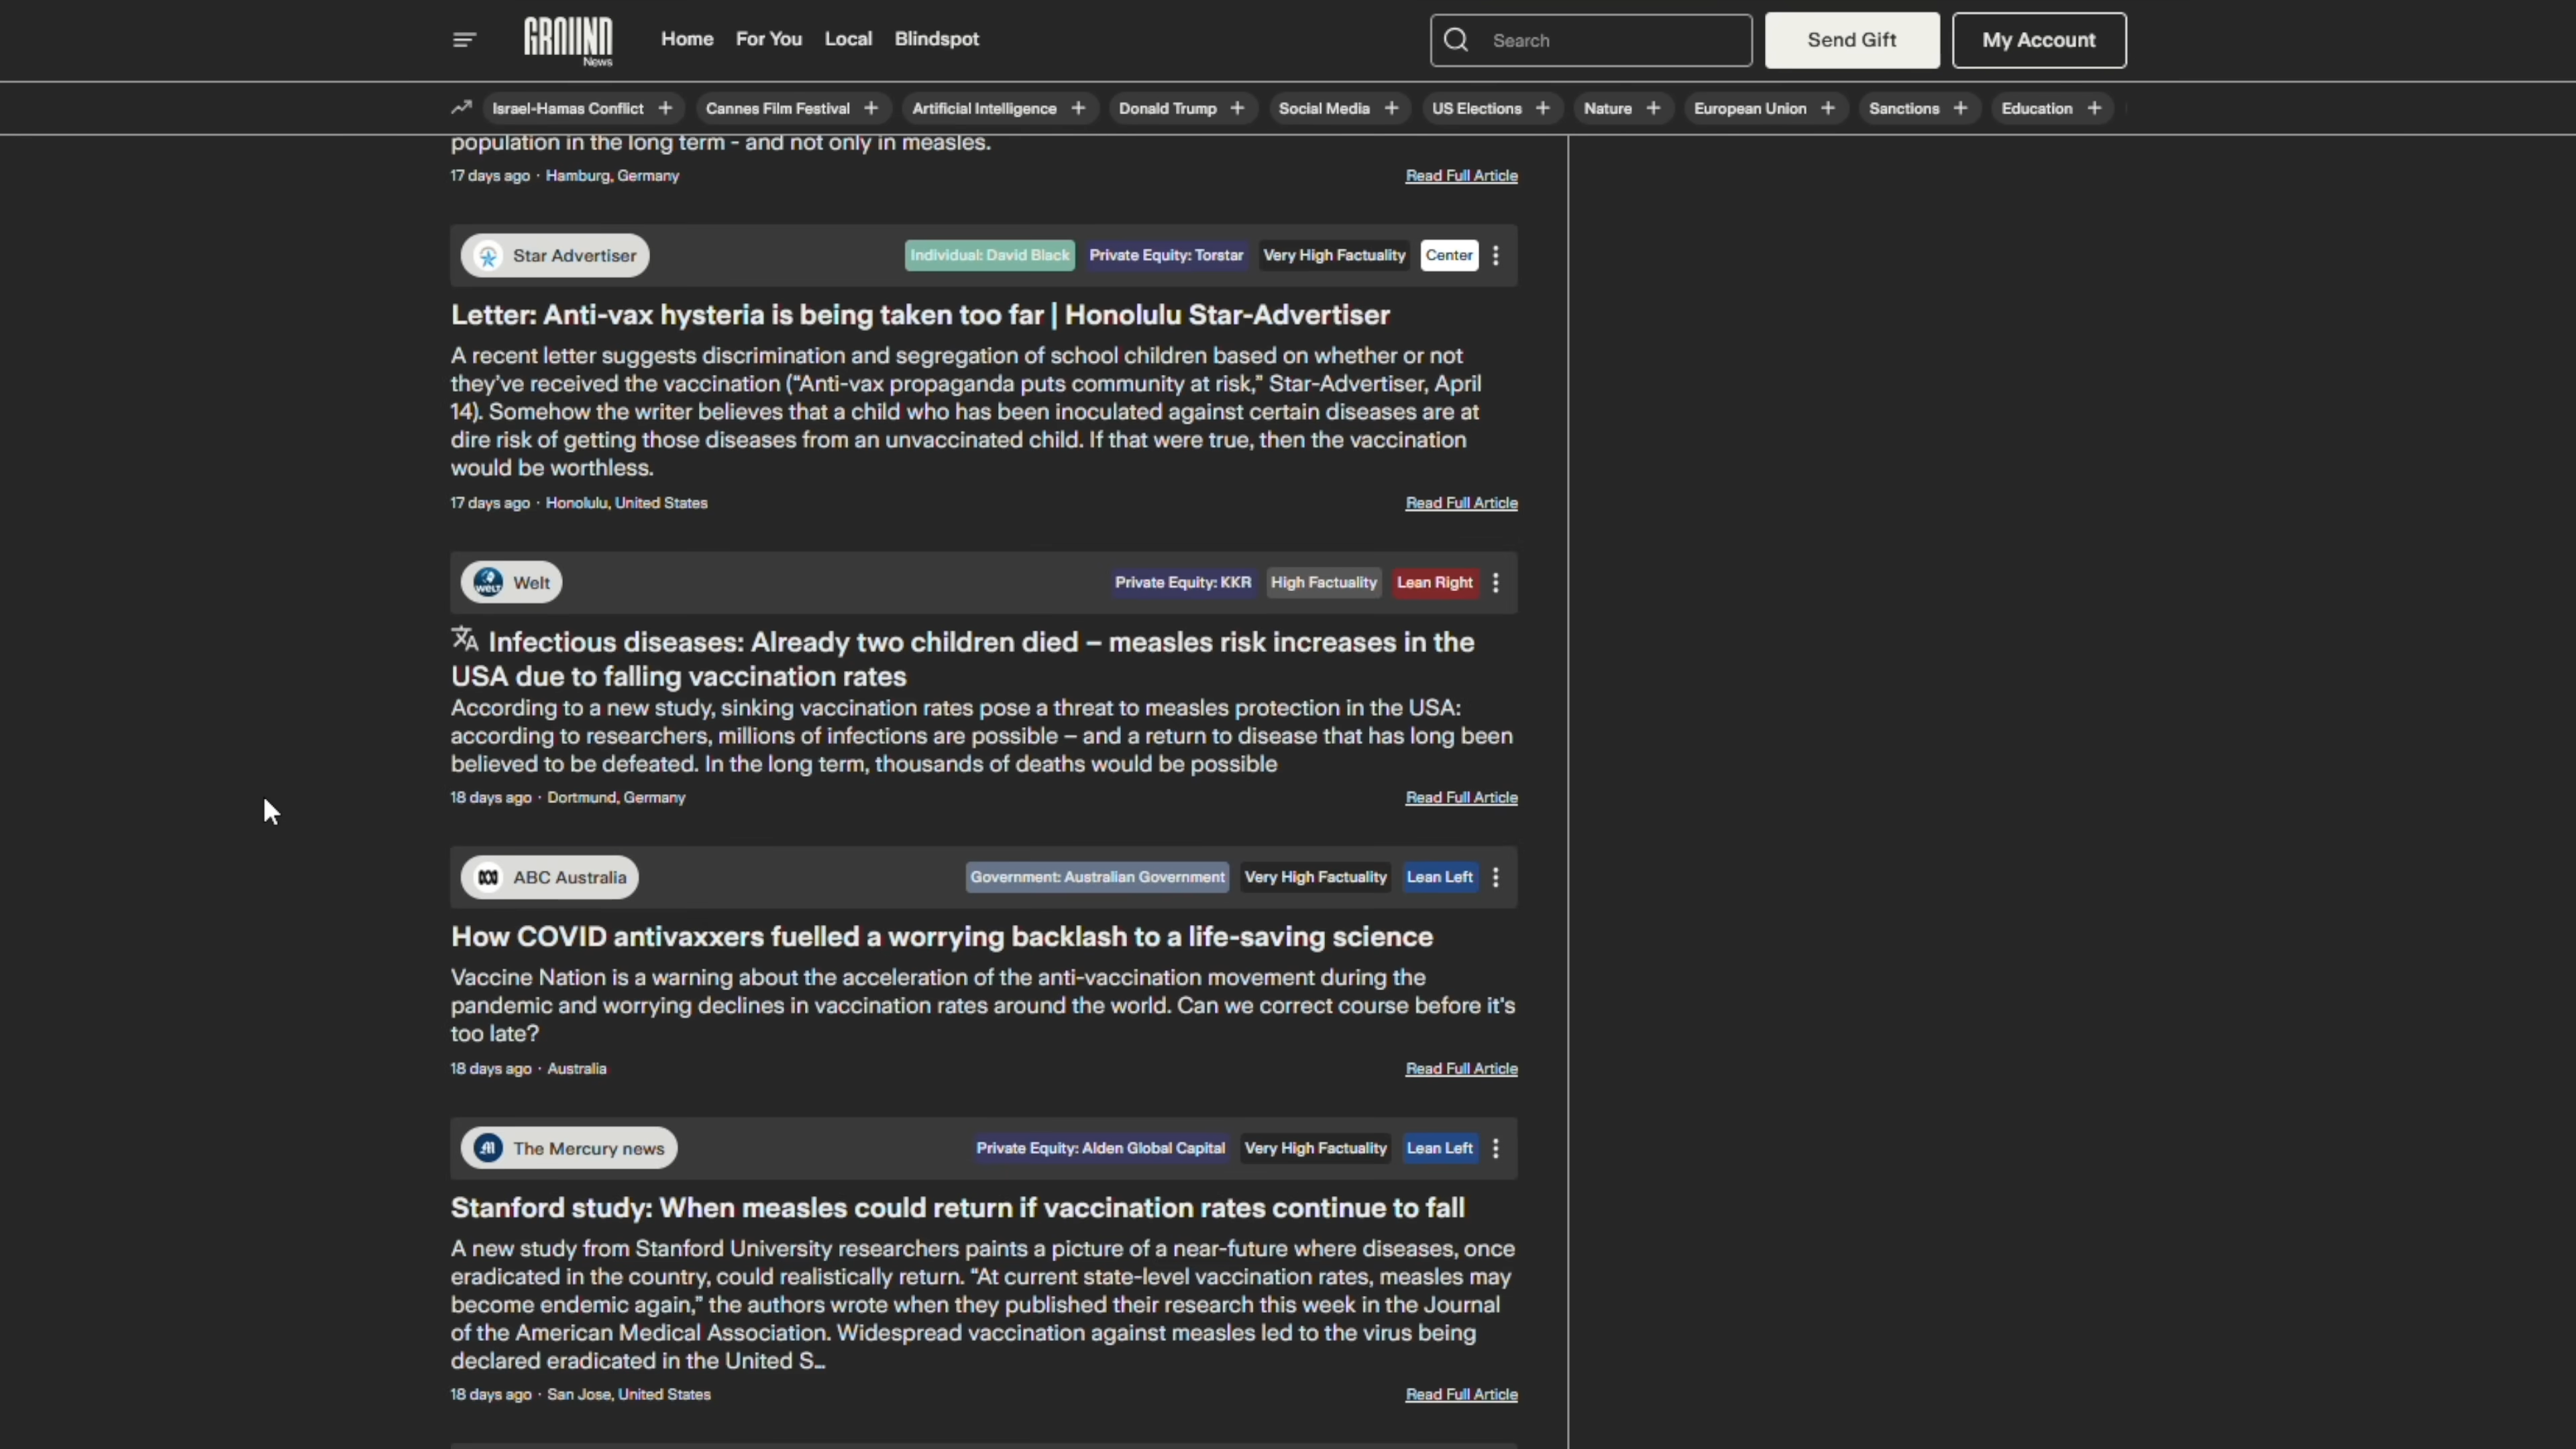 GROUND
News
Home For You Local Blindspot
Search
Send Gift
My Account
Israel-Hamas Conflict + Cannes Film Festival + Artificial Intelligence + Donald Trump + Social Media + US Elections + Nature + European Union + Sanctions + Education +
population in the long term - and not only in measles.
17 days ago · Hamburg, Germany Read Full Article
Star Advertiser Individual: David Black Private Equity: Torstar Very High Factuality Center
Letter: Anti-vax hysteria is being taken too far | Honolulu Star-Advertiser
A recent letter suggests discrimination and segregation of school children based on whether or not
they've received the vaccination (“Anti-vax propaganda puts community at risk,” Star-Advertiser, April
14). Somehow the writer believes that a child who has been inoculated against certain diseases are at
dire risk of getting those diseases from an unvaccinated child. If that were true, then the vaccination
would be worthless.
17 days ago · Honolulu, United States Read Full Article
WELT Welt Private Equity: KKR High Factuality Lean Right
Infectious diseases: Already two children died – measles risk increases in the
USA due to falling vaccination rates
According to a new study, sinking vaccination rates pose a threat to measles protection in the USA:
according to researchers, millions of infections are possible – and a return to disease that has long been
believed to be defeated. In the long term, thousands of deaths would be possible
18 days ago · Dortmund, Germany Read Full Article
ABC Australia Government: Australian Government Very High Factuality Lean Left
How COVID antivaxxers fuelled a worrying backlash to a life-saving science
Vaccine Nation is a warning about the acceleration of the anti-vaccination movement during the
pandemic and worrying declines in vaccination rates around the world. Can we correct course before it's
too late?
18 days ago · Australia Read Full Article
The Mercury news Private Equity: Alden Global Capital Very High Factuality Lean Left
Stanford study: When measles could return if vaccination rates continue to fall
A new study from Stanford University researchers paints a picture of a near-future where diseases, once
eradicated in the country, could realistically return. “At current state-level vaccination rates, measles may
become endemic again,” the authors wrote when they published their research this week in the Journal
of the American Medical Association. Widespread vaccination against measles led to the virus being
declared eradicated in the United S...
18 days ago · San Jose, United States Read Full Article